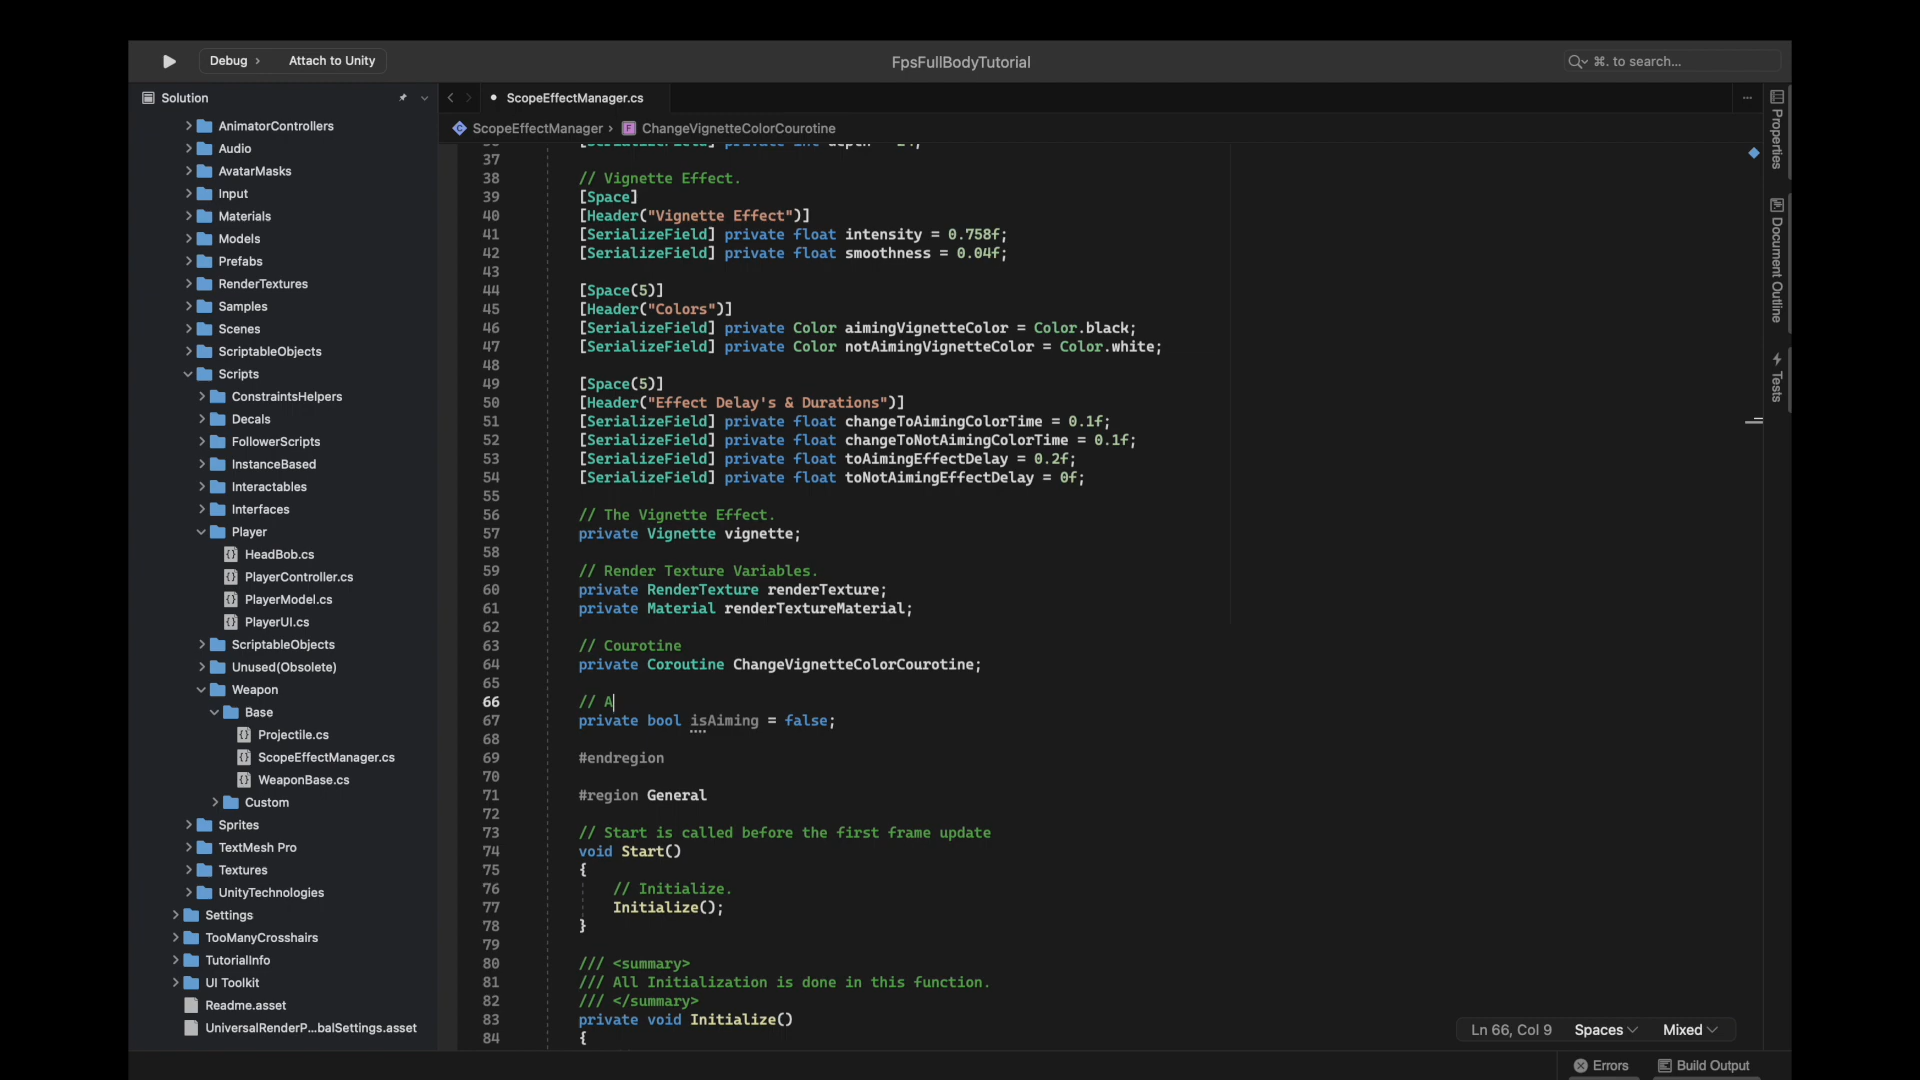 Debug
Attach to Unity
FpsFullBodyTutorial
⌘. to search...
Solution
AnimatorControllers
Audio
AvatarMasks
Input
Materials
Models
Prefabs
RenderTextures
Samples
Scenes
ScriptableObjects
Scripts
ConstraintsHelpers
Decals
FollowerScripts
InstanceBased
Interactables
Interfaces
Player
HeadBob.cs
PlayerController.cs
PlayerModel.cs
PlayerUI.cs
ScriptableObjects
Unused(Obsolete)
Weapon
Base
Projectile.cs
ScopeEffectManager.cs
WeaponBase.cs
Custom
Sprites
TextMesh Pro
Textures
UnityTechnologies
Settings
TooManyCrosshairs
TutorialInfo
UI Toolkit
Readme.asset
UniversalRenderP...balSettings.asset
ScopeEffectManager.cs
ScopeEffectManager › ChangeVignetteColorCourotine
37
38 // Vignette Effect.
39 [Space]
40 [Header("Vignette Effect")]
41 [SerializeField] private float intensity = 0.758f;
42 [SerializeField] private float smoothness = 0.04f;
43
44 [Space(5)]
45 [Header("Colors")]
46 [SerializeField] private Color aimingVignetteColor = Color.black;
47 [SerializeField] private Color notAimingVignetteColor = Color.white;
48
49 [Space(5)]
50 [Header("Effect Delay's & Durations")]
51 [SerializeField] private float changeToAimingColorTime = 0.1f;
52 [SerializeField] private float changeToNotAimingColorTime = 0.1f;
53 [SerializeField] private float toAimingEffectDelay = 0.2f;
54 [SerializeField] private float toNotAimingEffectDelay = 0f;
55
56 // The Vignette Effect.
57 private Vignette vignette;
58
59 // Render Texture Variables.
60 private RenderTexture renderTexture;
61 private Material renderTextureMaterial;
62
63 // Courotine
64 private Coroutine ChangeVignetteColorCourotine;
65
66 // A
67 private bool isAiming = false;
68
69 #endregion
70
71 #region General
72
73 // Start is called before the first frame update
74 void Start()
75 {
76 // Initialize.
77 Initialize();
78 }
79
80 /// <summary>
81 /// All Initialization is done in this function.
82 /// </summary>
83 private void Initialize()
84 {
Properties
Document Outline
Tests
Ln 66, Col 9
Spaces
Mixed
Errors
Build Output